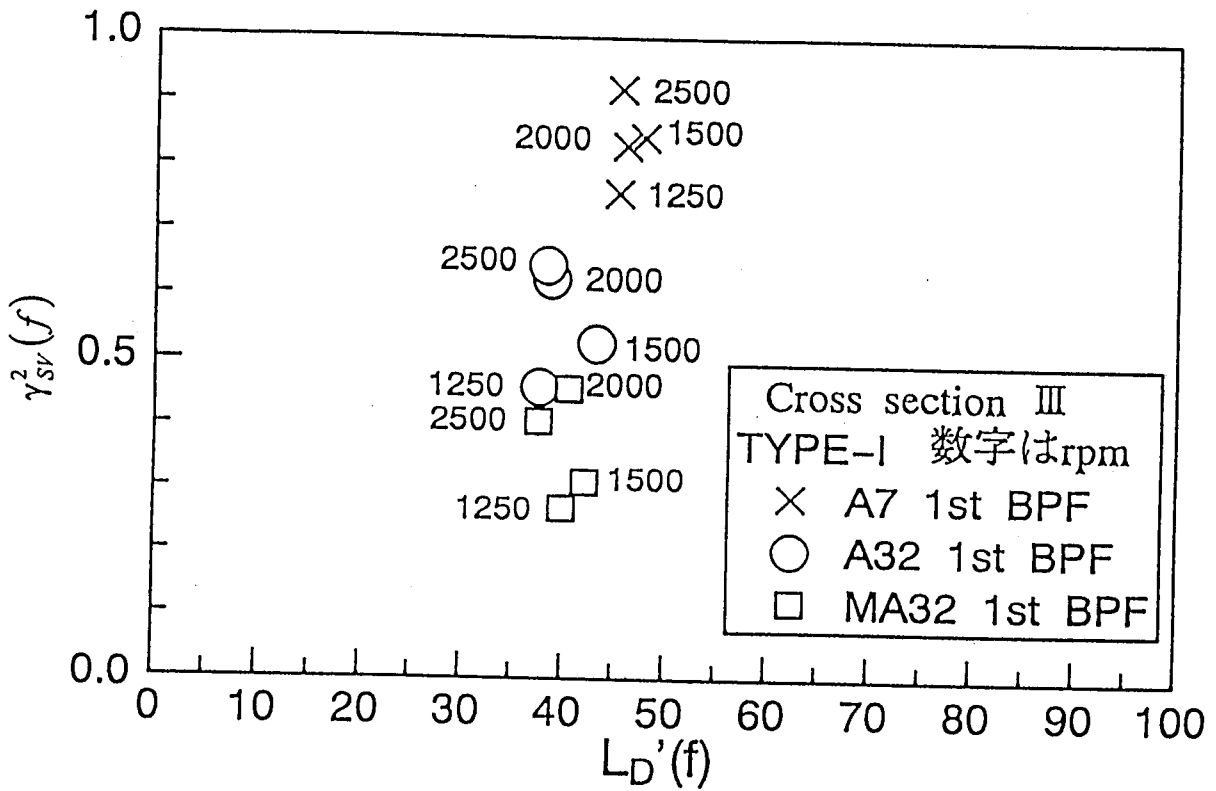 1.0
2500
2000
1500
1250
2500
2000
0.5
1500
1250
2000
2500
1500
1250
0.0
γ²sv(f)
Cross section Ⅲ
TYPE–I 数字はrpm
× A7 1st BPF
○ A32 1st BPF
□ MA32 1st BPF
0 10 20 30 40 50 60 70 80 90 100
LD'(f)